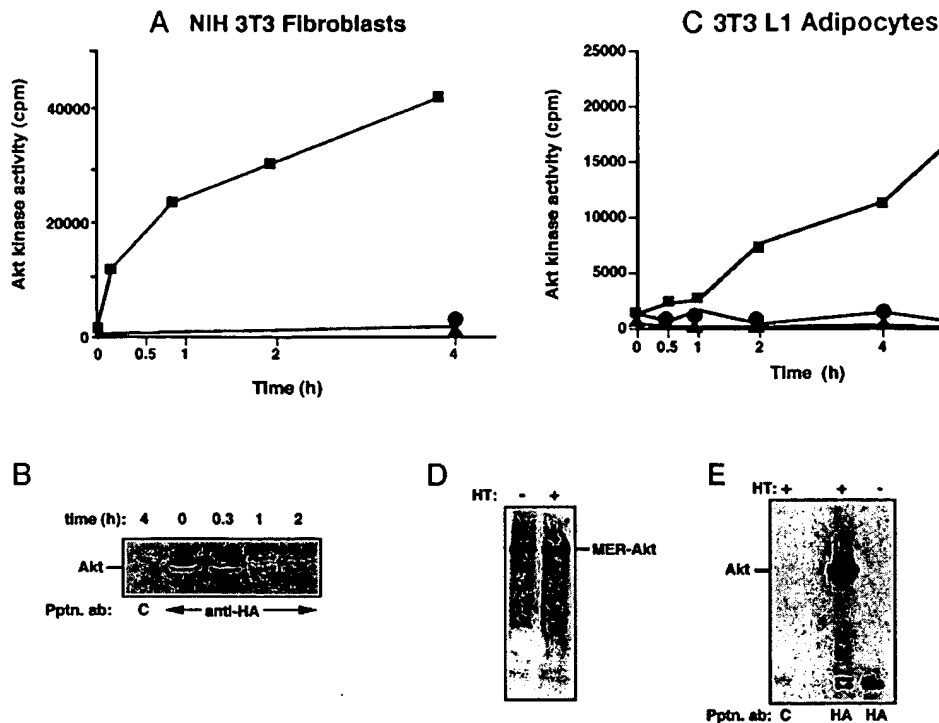 A NIH 3T3 Fibroblasts
Akt kinase activity (cpm)
40000
20000
0
0 0.5 1 2 4
Time (h)
C 3T3 L1 Adipocytes
Akt kinase activity (cpm)
25000
20000
15000
10000
5000
0
0 0.5 1 2 4
Time (h)
B
time (h): 4 0 0.3 1 2
Akt
Pptn. ab: C anti-HA
D
HT: - +
MER-Akt
E
HT: + + -
Akt
Pptn. ab: C HA HA